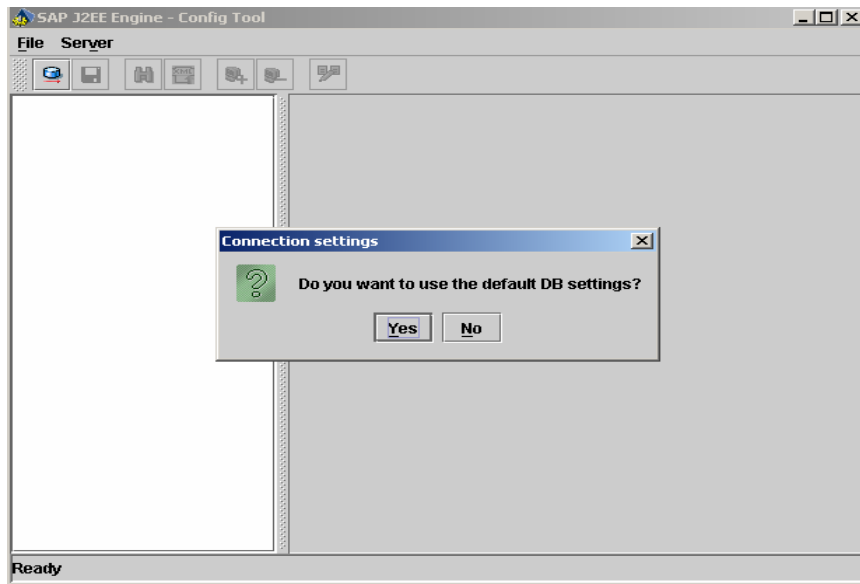 SAP J2EE Engine - Config Tool
File Server
Connection settings
Do you want to use the default DB settings?
Yes No
Ready